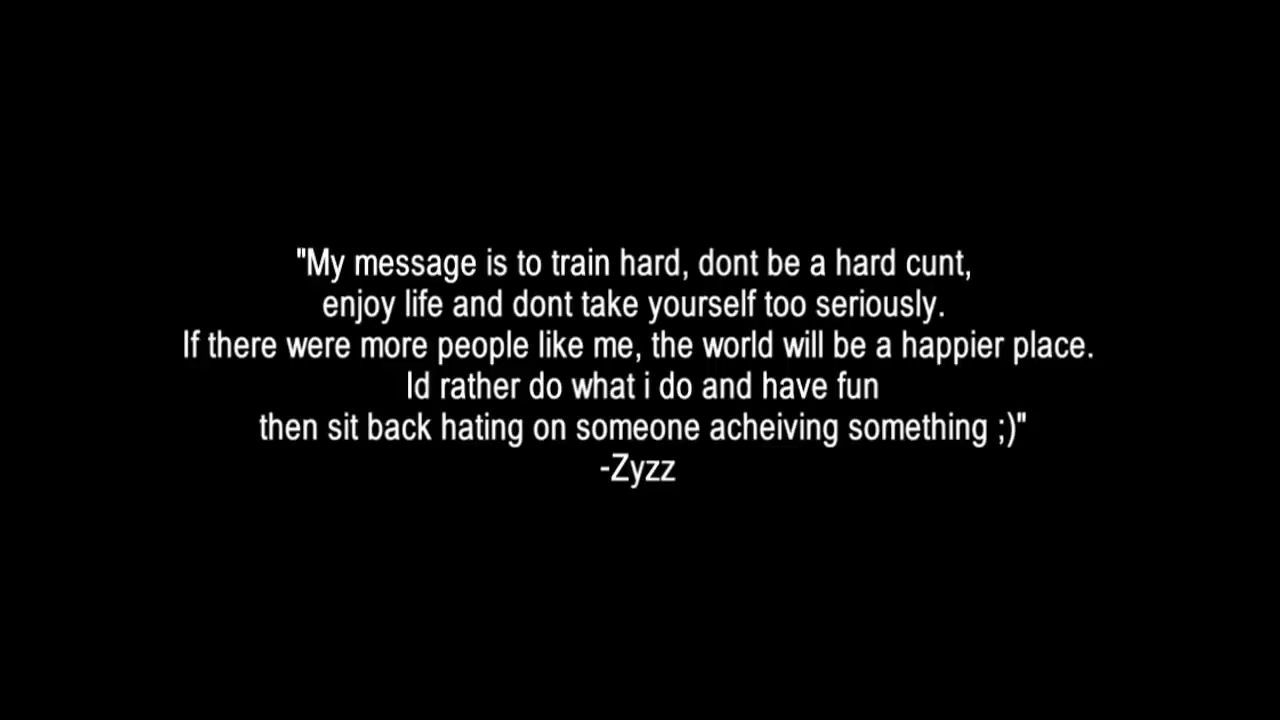 "My message is to train hard, dont be a hard cunt,
enjoy life and dont take yourself too seriously.
If there were more people like me, the world will be a happier place.
Id rather do what i do and have fun
then sit back hating on someone acheiving something ;)"
-Zyzz